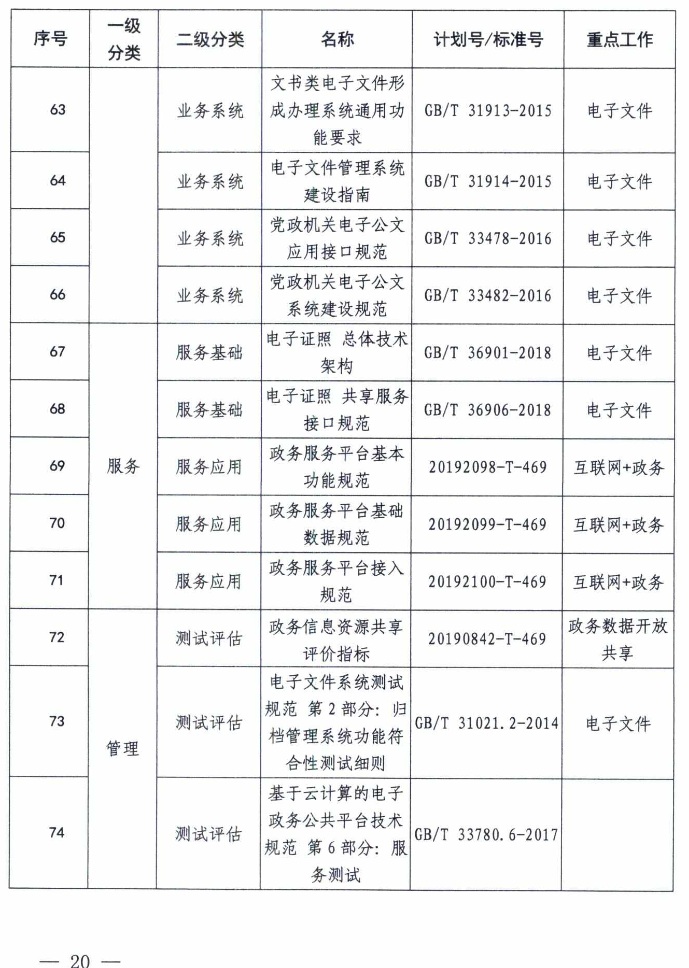 序号 一级分类 二级分类 名称 计划号/标准号 重点工作
63 业务系统 文书类电子文件形成办理系统通用功能要求 GB/T 31913-2015 电子文件
64 业务系统 电子文件管理系统建设指南 GB/T 31914-2015 电子文件
65 业务系统 党政机关电子公文应用接口规范 GB/T 33478-2016 电子文件
66 业务系统 党政机关电子公文系统建设规范 GB/T 33482-2016 电子文件
67 服务 服务基础 电子证照 总体技术架构 GB/T 36901-2018 电子文件
68 服务基础 电子证照 共享服务接口规范 GB/T 36906-2018 电子文件
69 服务应用 政务服务平台基本功能规范 20192098-T-469 互联网+政务
70 服务应用 政务服务平台基础数据规范 20192099-T-469 互联网+政务
71 服务应用 政务服务平台接入规范 20192100-T-469 互联网+政务
72 管理 测试评估 政务信息资源共享评价指标 20190842-T-469 政务数据开放共享
73 测试评估 电子文件系统测试规范 第2部分：归档管理系统功能符合性测试细则 GB/T 31021.2-2014 电子文件
74 测试评估 基于云计算的电子政务公共平台技术规范 第6部分：服务测试 GB/T 33780.6-2017
— 20 —